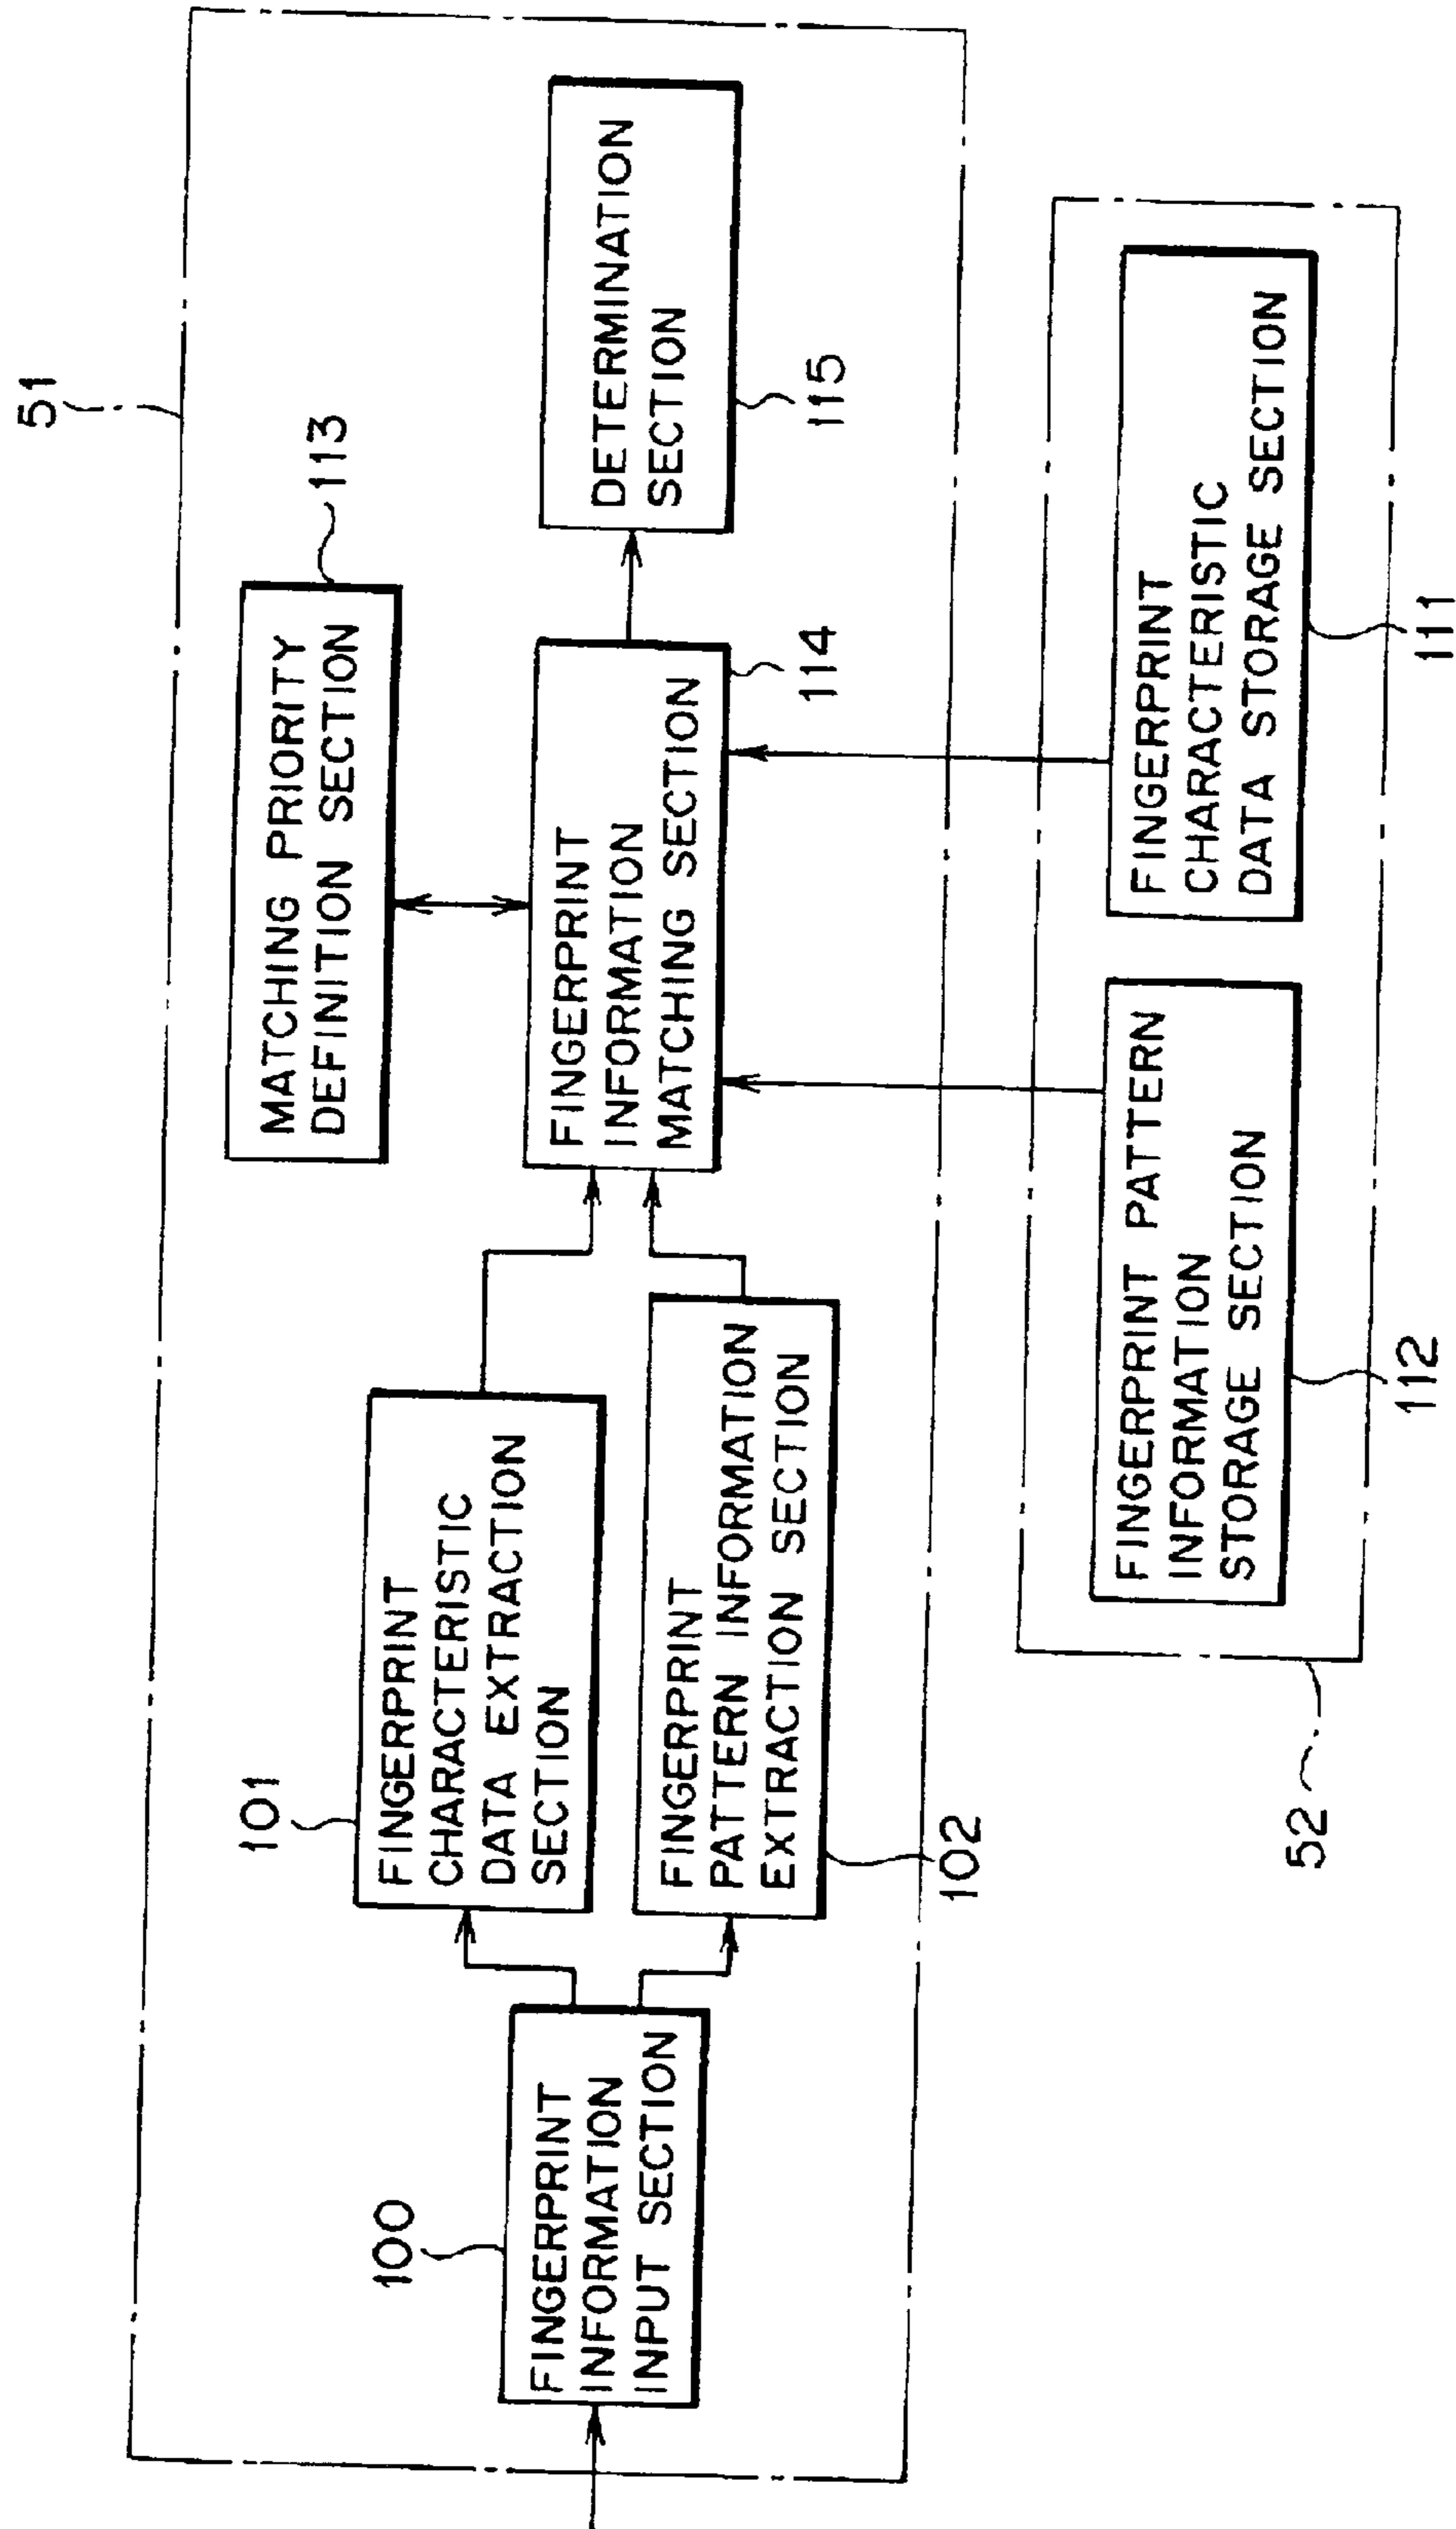 51
MATCHING PRIORITY
DEFINITION SECTION
113
101
FINGERPRINT
CHARACTERISTIC
DATA EXTRACTION
SECTION
100
FINGERPRINT
INFORMATION
INPUT SECTION
FINGERPRINT
PATTERN INFORMATION
EXTRACTION SECTION
102
FINGERPRINT
INFORMATION
MATCHING SECTION
114
DETERMINATION
SECTION
115
52
FINGERPRINT PATTERN
INFORMATION
STORAGE SECTION
112
FINGERPRINT
CHARACTERISTIC
DATA STORAGE SECTION
111